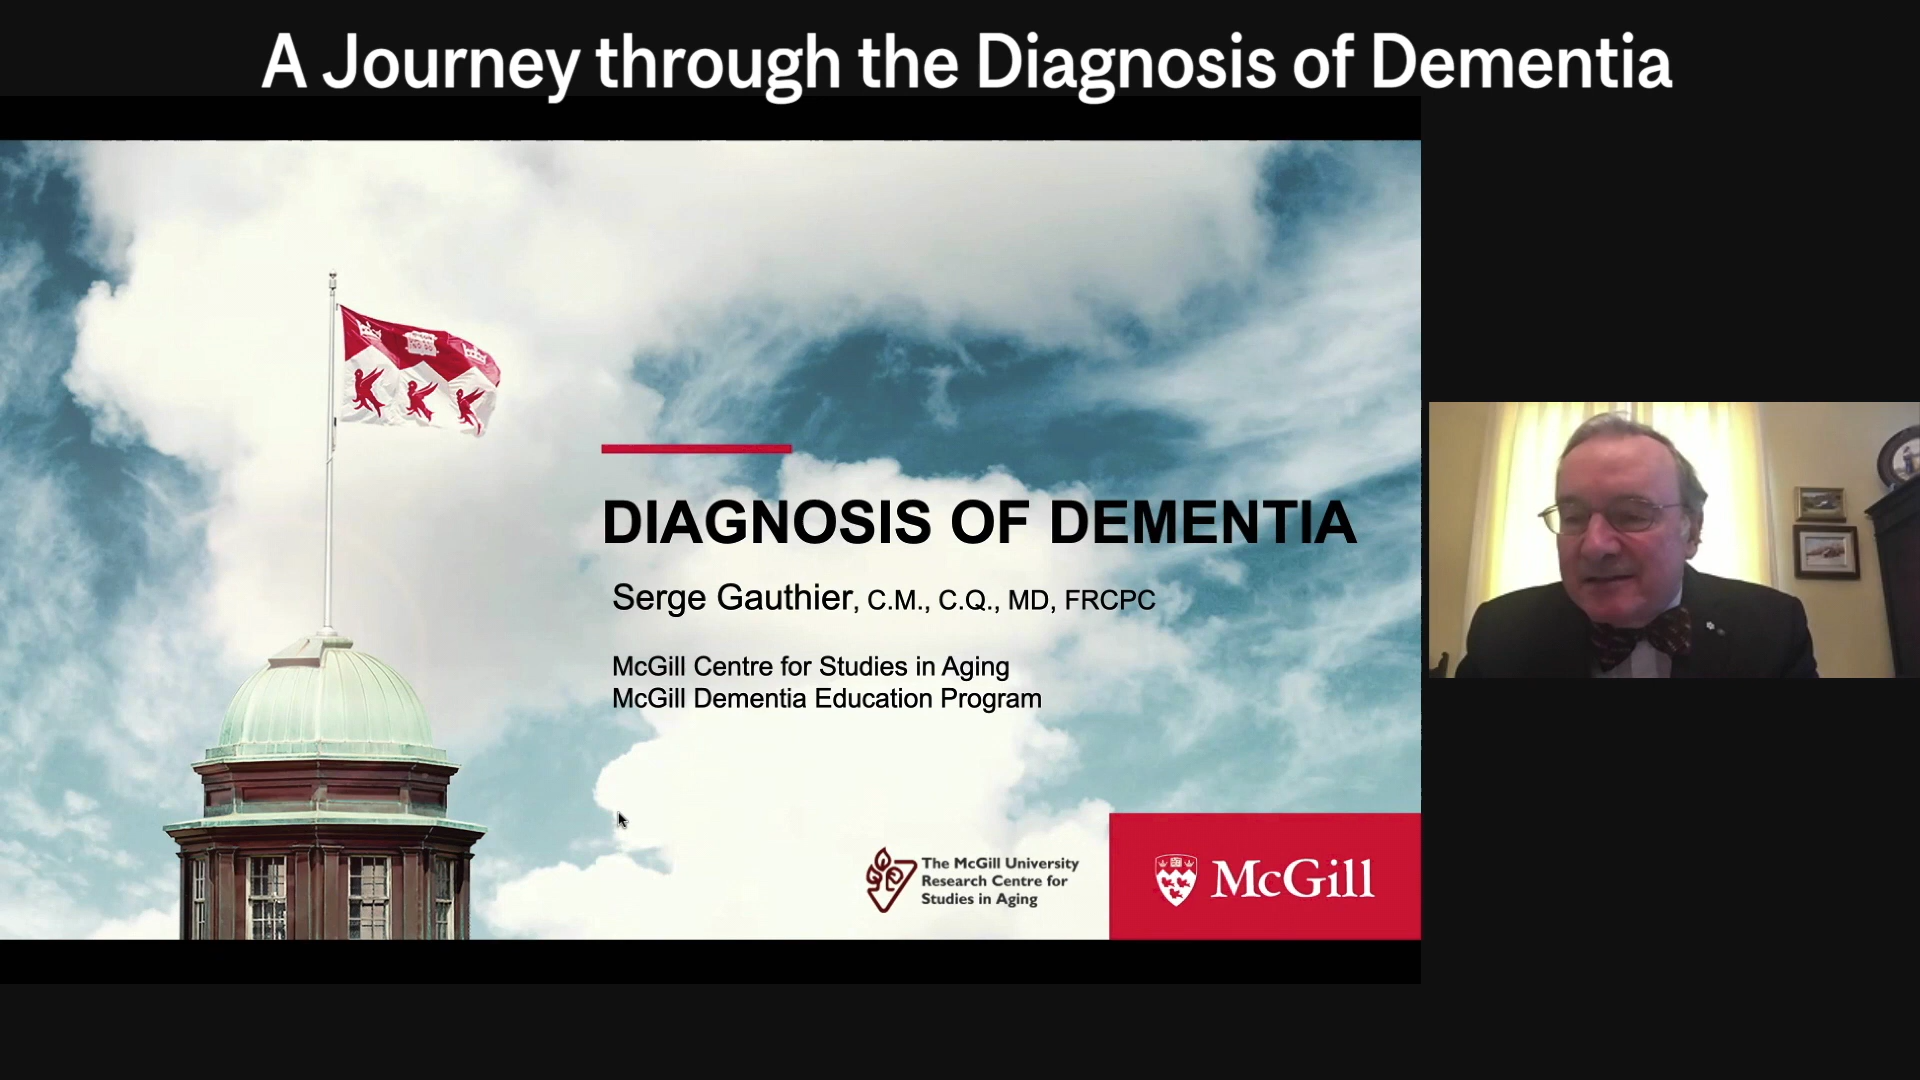 A Journey through the Diagnosis of Dementia
DIAGNOSIS OF DEMENTIA
Serge Gauthier, C.M., C.Q., MD, FRCPC
McGill Centre for Studies in Aging
McGill Dementia Education Program
The McGill University
Research Centre for
Studies in Aging
McGill